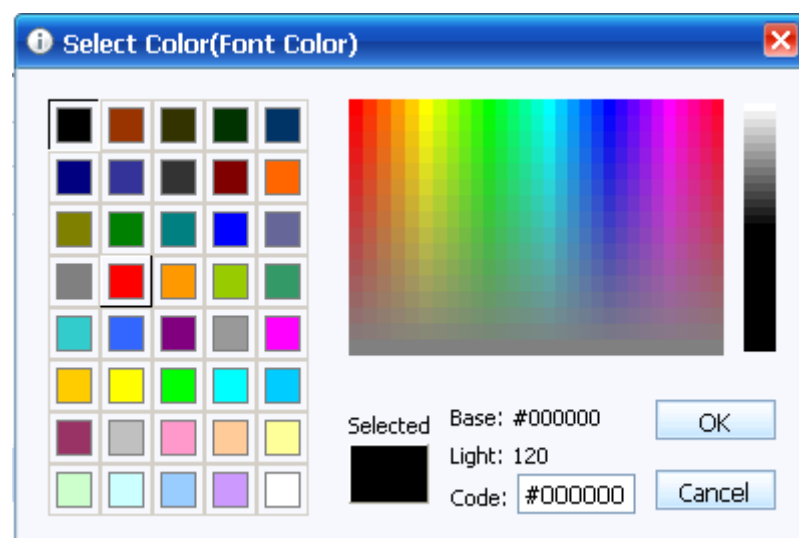 Select Color(Font Color)
Selected
Base: #000000
Light: 120
Code: #000000
OK
Cancel